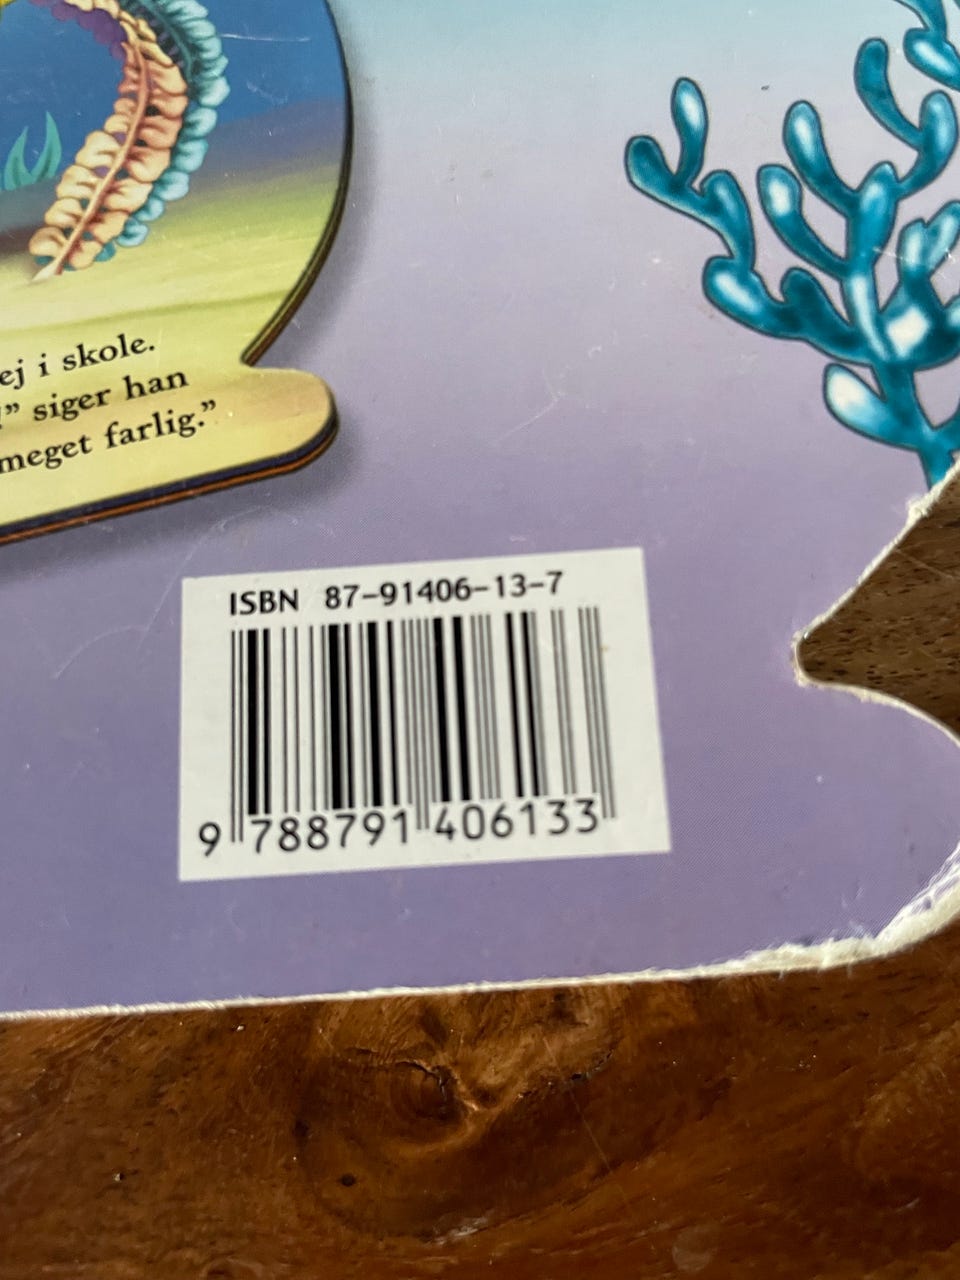 ej i skole.
” siger han
meget farlig.”
ISBN 87-91406-13-7
9 788791 406133